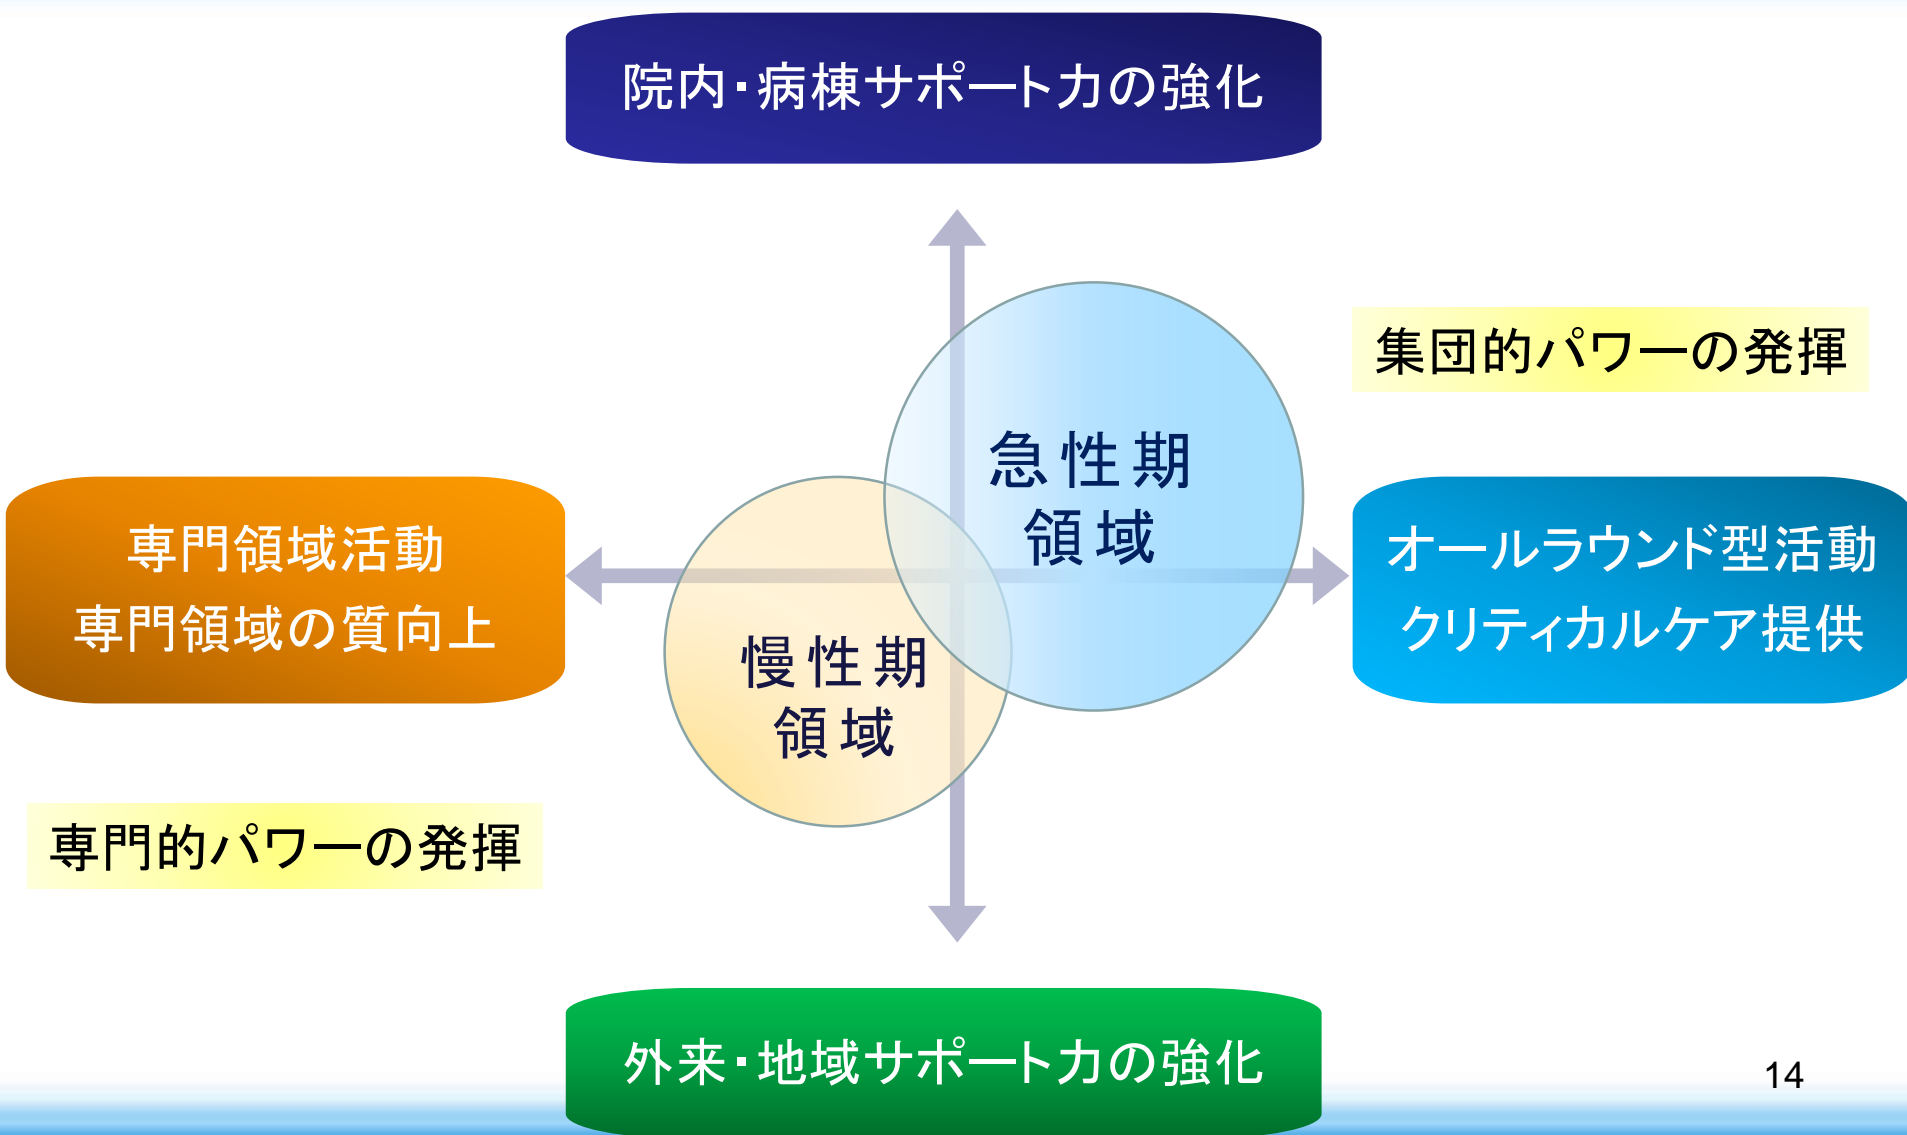 院内・病棟サポート力の強化
集団的パワーの発揮
急性期
領域
専門領域活動
専門領域の質向上
オールラウンド型活動
クリティカルケア提供
慢性期
領域
専門的パワーの発揮
外来・地域サポート力の強化
14